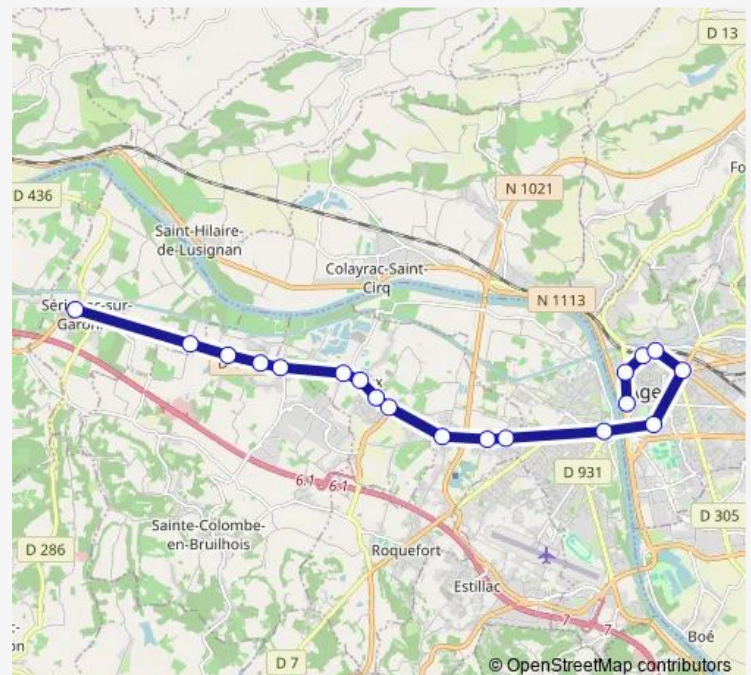 D 13
D 436
N 1021
Fo
Saint-Hilaire-
de-Lusignan
Colayrac-Saint-
Cirq
N 1113
D 931
6.1
6.1
D 305
Sainte-Colombe-
en-Bruilhois
D 286
Roquefort
Estillac
7
7
Boé
D 7
© OpenStreetMap contributors